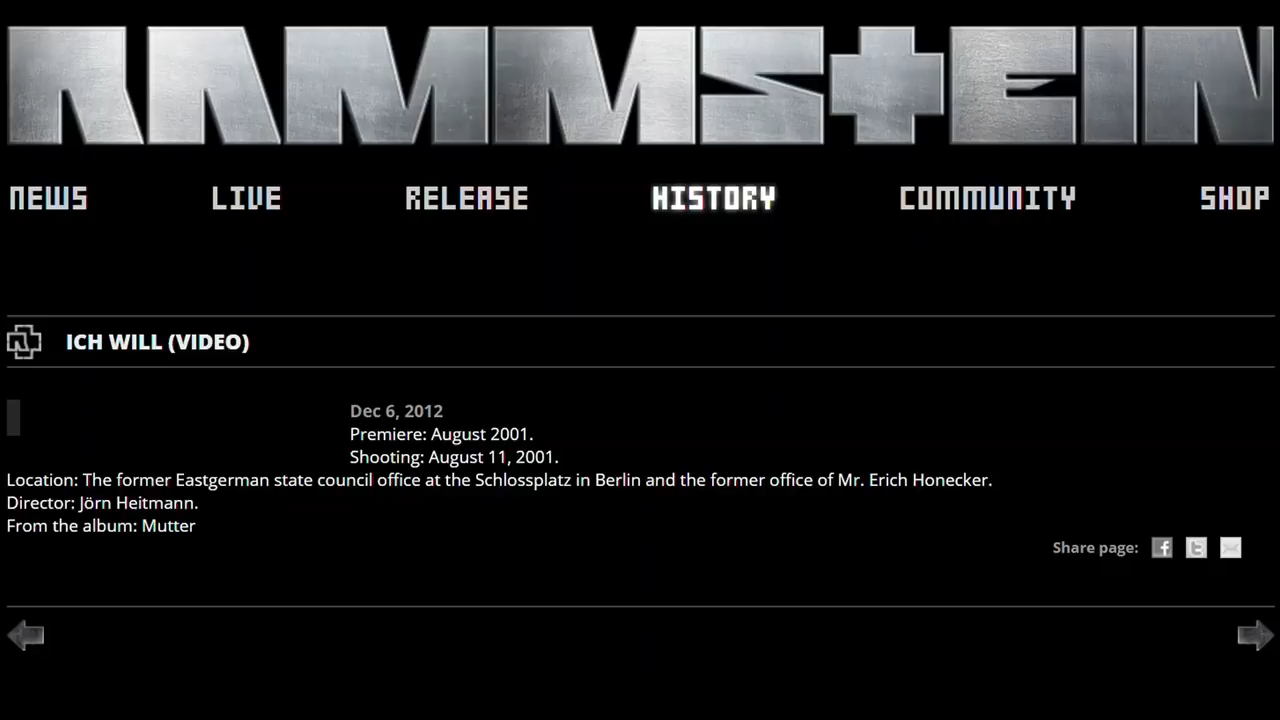 RAMMSTEIN
NEWS LIVE RELEASE HISTORY COMMUNITY SHOP
ICH WILL (VIDEO)
Dec 6, 2012
Premiere: August 2001.
Shooting: August 11, 2001.
Location: The former Eastgerman state council office at the Schlossplatz in Berlin and the former office of Mr. Erich Honecker.
Director: Jörn Heitmann.
From the album: Mutter
Share page: